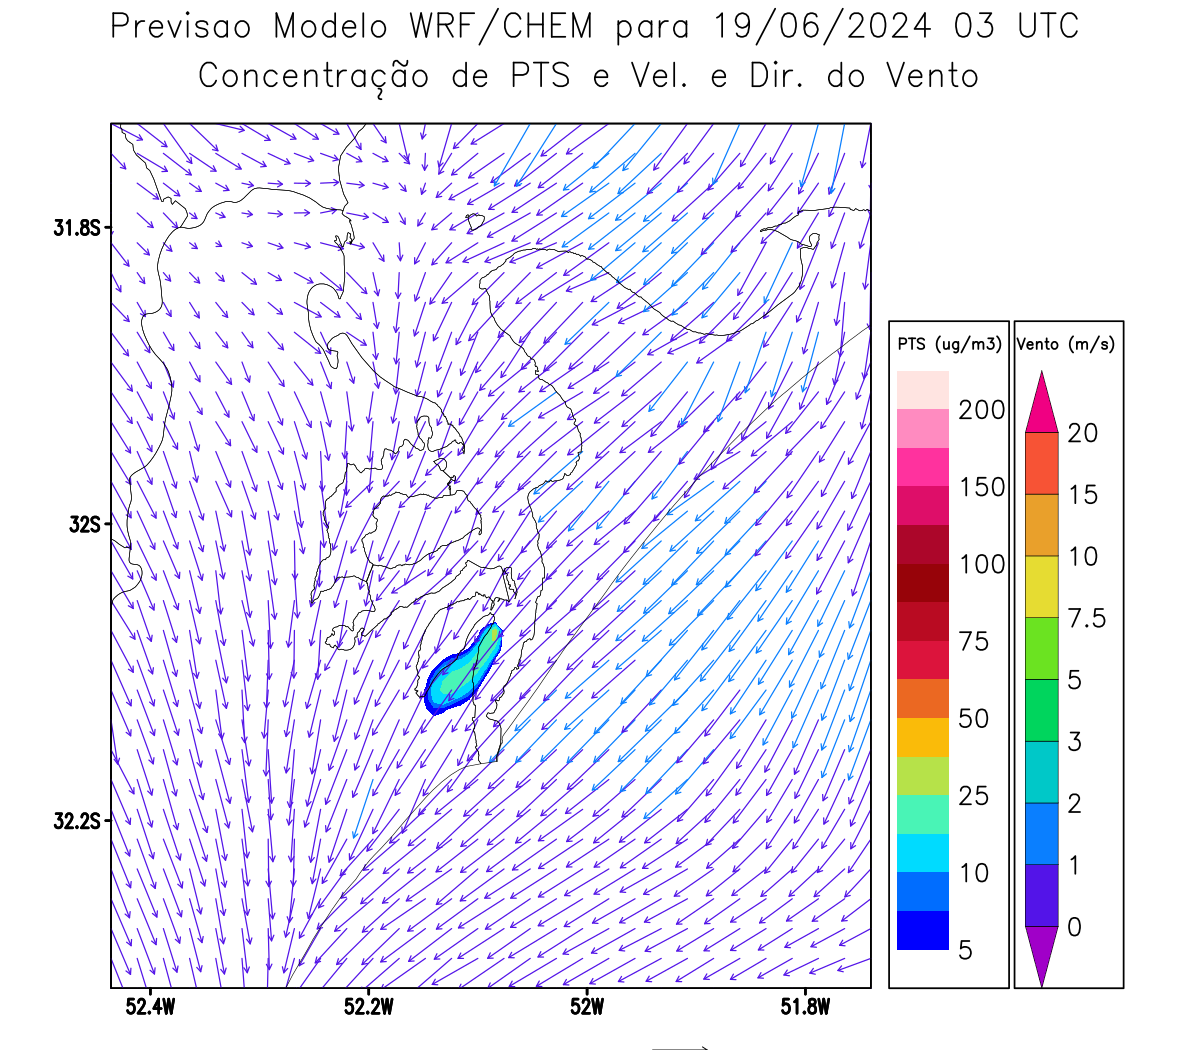 Previsao Modelo WRF/CHEM para 19/06/2024 03 UTC
Concentração de PTS e Vel. e Dir. do Vento
31.8S
32S
32.2S
52.4W
52.2W
52W
51.8W
PTS (ug/m3)
200
150
100
75
50
25
10
5
Vento (m/s)
20
15
10
7.5
5
3
2
1
0